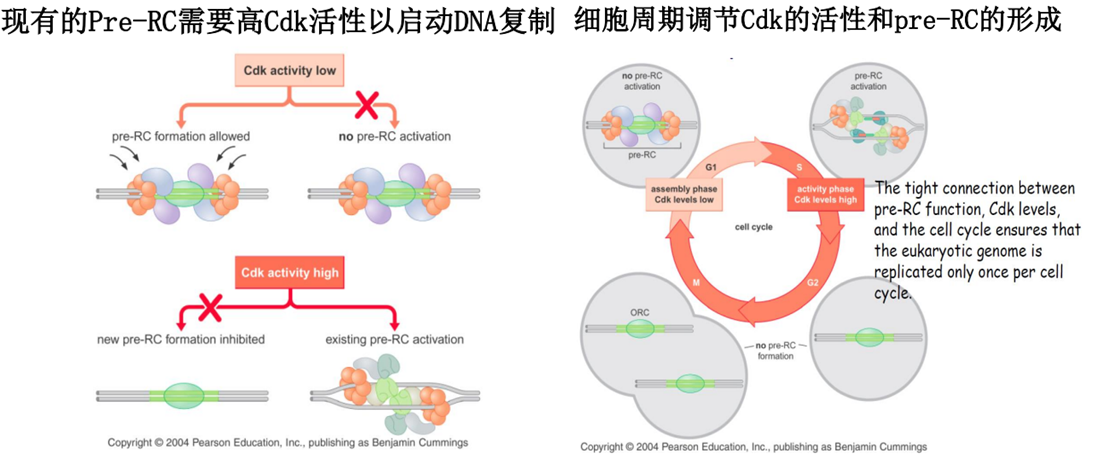 现有的Pre-RC需要高Cdk活性以启动DNA复制
Cdk activity low
pre-RC formation allowed
no pre-RC activation
Cdk activity high
new pre-RC formation inhibited
existing pre-RC activation
Copyright © 2004 Pearson Education, Inc., publishing as Benjamin Cummings
细胞周期调节Cdk的活性和pre-RC的形成
no pre-RC
activation
pre-RC
pre-RC
activation
G1
S
assembly phase
Cdk levels low
activity phase
Cdk levels high
cell cycle
M
G2
ORC
no pre-RC
formation
The tight connection between
pre-RC function, Cdk levels,
and the cell cycle ensures that
the eukaryotic genome is
replicated only once per cell
cycle.
Copyright © 2004 Pearson Education, Inc., publishing as Benjamin Cummings